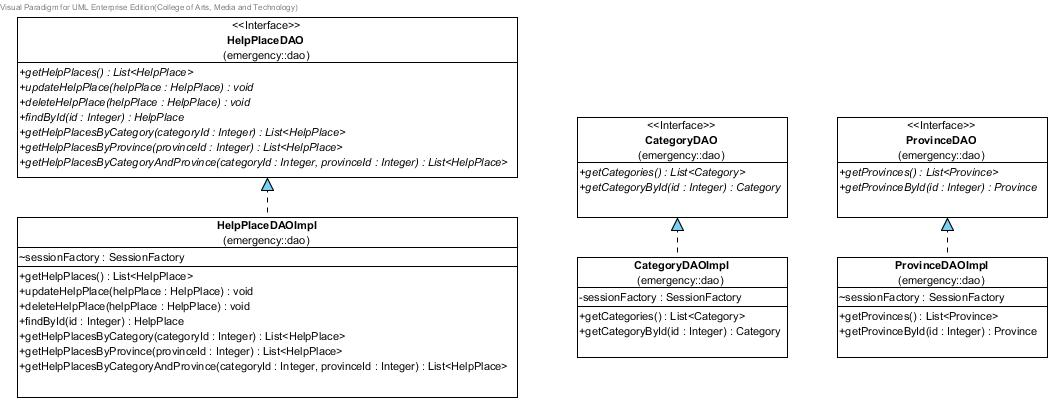 Visual Paradigm for UML Enterprise Edition(College of Arts, Media and Technology)
<<Interface>>
HelpPlaceDAO
(emergency::dao)
+getHelpPlaces() : List<HelpPlace>
+updateHelpPlace(helpPlace : HelpPlace) : void
+deleteHelpPlace(helpPlace : HelpPlace) : void
+findById(id : Integer) : HelpPlace
+getHelpPlacesByCategory(categoryId : Integer) : List<HelpPlace>
+getHelpPlacesByProvince(provinceId : Integer) : List<HelpPlace>
+getHelpPlacesByCategoryAndProvince(categoryId : Integer, provinceId : Integer) : List<HelpPlace>
HelpPlaceDAOImpl
(emergency::dao)
~sessionFactory : SessionFactory
+getHelpPlaces() : List<HelpPlace>
+updateHelpPlace(helpPlace : HelpPlace) : void
+deleteHelpPlace(helpPlace : HelpPlace) : void
+findById(id : Integer) : HelpPlace
+getHelpPlacesByCategory(categoryId : Integer) : List<HelpPlace>
+getHelpPlacesByProvince(provinceId : Integer) : List<HelpPlace>
+getHelpPlacesByCategoryAndProvince(categoryId : Integer, provinceId : Integer) : List<HelpPlace>
<<Interface>>
CategoryDAO
(emergency::dao)
+getCategories() : List<Category>
+getCategoryById(id : Integer) : Category
CategoryDAOImpl
(emergency::dao)
-sessionFactory : SessionFactory
+getCategories() : List<Category>
+getCategoryById(id : Integer) : Category
<<Interface>>
ProvinceDAO
(emergency::dao)
+getProvinces() : List<Province>
+getProvinceById(id : Integer) : Province
ProvinceDAOImpl
(emergency::dao)
~sessionFactory : SessionFactory
+getProvinces() : List<Province>
+getProvinceById(id : Integer) : Province